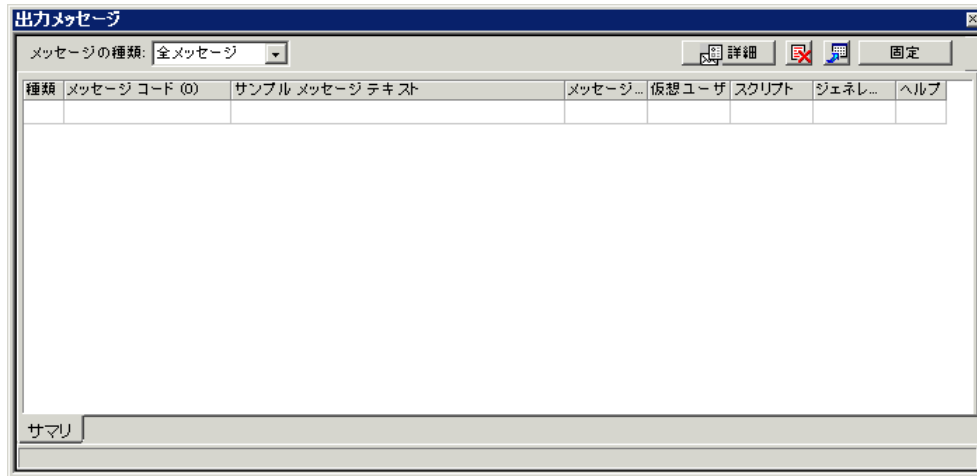 出力メッセージ
メッセージの種類: 全メッセージ 詳細 固定
種類 メッセージ コード (0) サンプル メッセージ テキスト メッセージ... 仮想ユーザ スクリプト ジェネレ... ヘルプ
サマリ